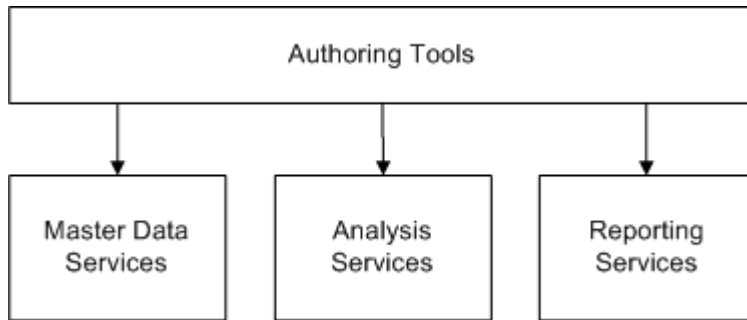 Authoring Tools
Master Data
Services
Analysis
Services
Reporting
Services